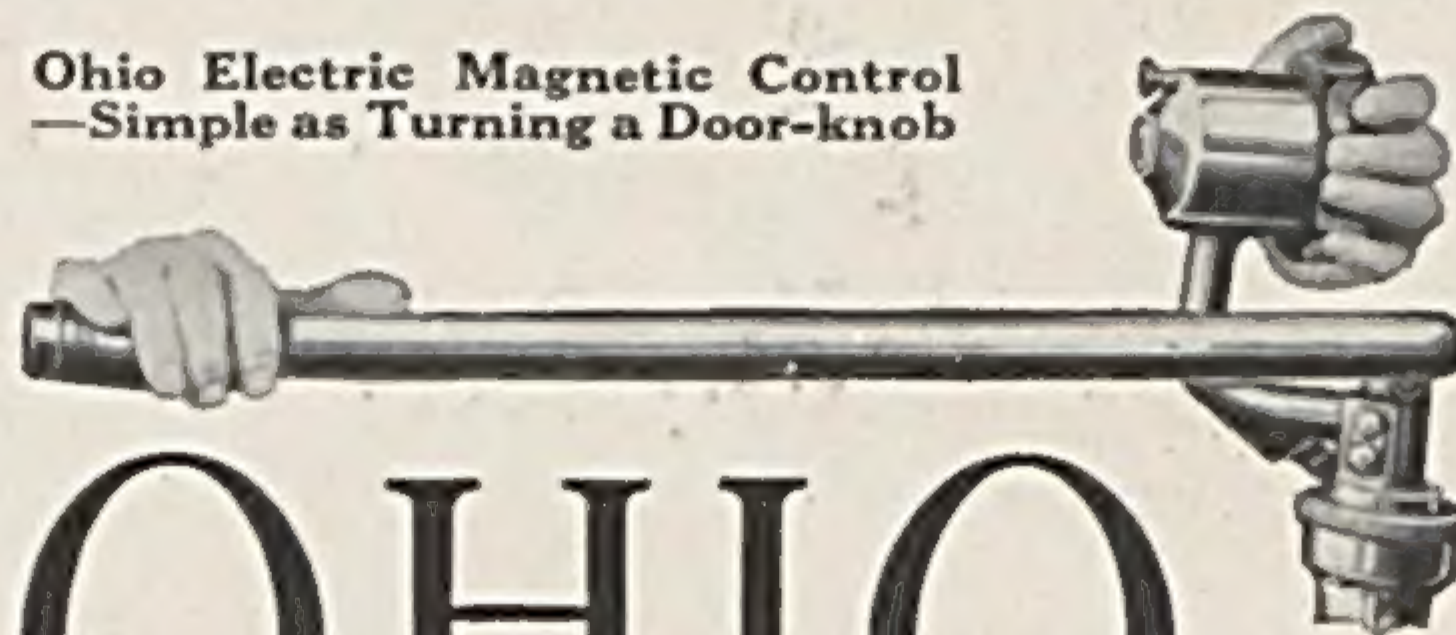 Ohio Electric Magnetic Control
—Simple as Turning a Door-knob
OHIO